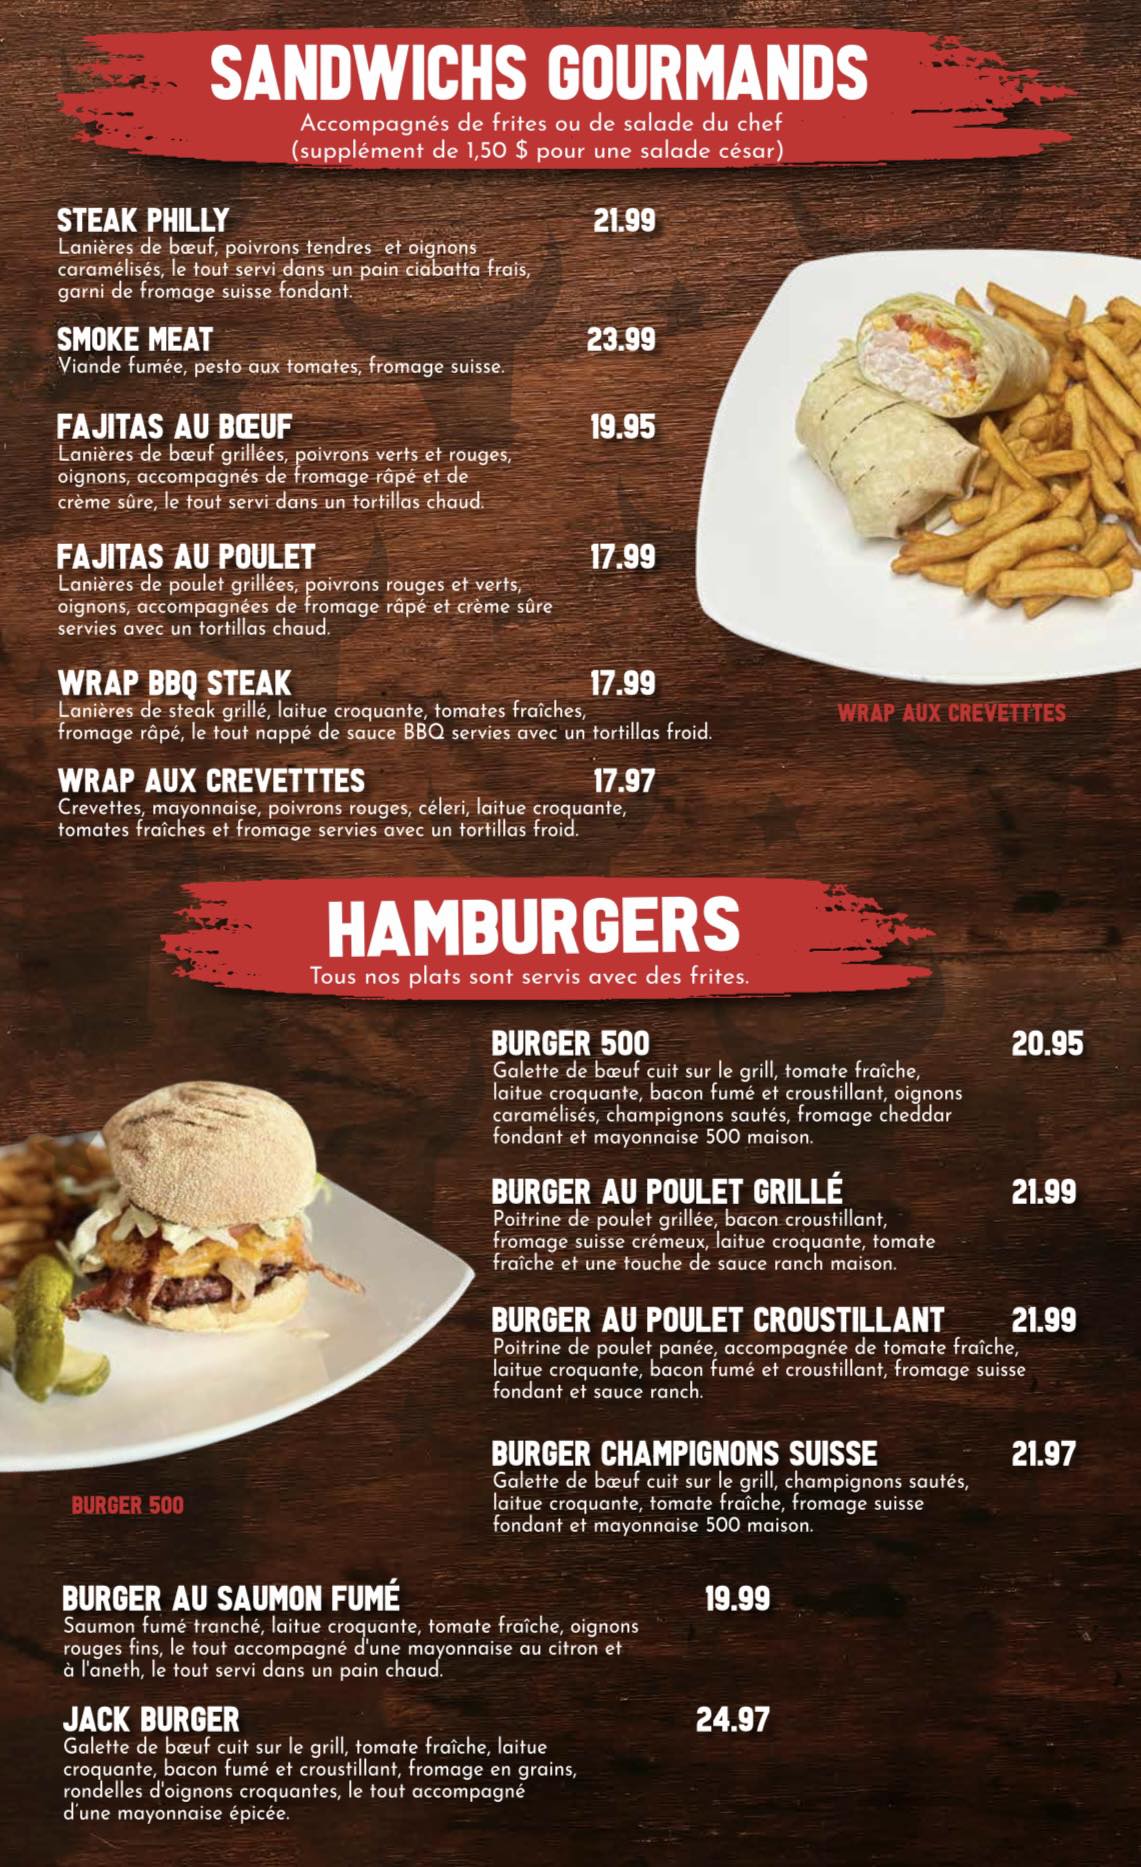 SANDWICHS GOURMANDS
Accompagnés de frites ou de salade du chef
(supplément de 1,50 $ pour une salade césar)
STEAK PHILLY 21.99
Lanières de bœuf, poivrons tendres et oignons
caramélisés, le tout servi dans un pain ciabatta frais,
garni de fromage suisse fondant.
SMOKE MEAT 23.99
Viande fumée, pesto aux tomates, fromage suisse.
FAJITAS AU BŒUF 19.95
Lanières de bœuf grillées, poivrons verts et rouges,
oignons, accompagnés de fromage râpé et de
crème sûre, le tout servi dans un tortillas chaud.
FAJITAS AU POULET 17.99
Lanières de poulet grillées, poivrons rouges et verts,
oignons, accompagnées de fromage râpé et crème sûre
servies avec un tortillas chaud.
WRAP BBQ STEAK 17.99
Lanières de steak grillé, laitue croquante, tomates fraîches,
fromage râpé, le tout nappé de sauce BBQ servies avec un tortillas froid.
WRAP AUX CREVETTTES 17.97
Crevettes, mayonnaise, poivrons rouges, céleri, laitue croquante,
tomates fraîches et fromage servies avec un tortillas froid.
WRAP AUX CREVETTTES
HAMBURGERS
Tous nos plats sont servis avec des frites.
BURGER 500 20.95
Galette de bœuf cuit sur le grill, tomate fraîche,
laitue croquante, bacon fumé et croustillant, oignons
caramélisés, champignons sautés, fromage cheddar
fondant et mayonnaise 500 maison.
BURGER AU POULET GRILLÉ 21.99
Poitrine de poulet grillée, bacon croustillant,
fromage suisse crémeux, laitue croquante, tomate
fraîche et une touche de sauce ranch maison.
BURGER AU POULET CROUSTILLANT 21.99
Poitrine de poulet panée, accompagnée de tomate fraîche,
laitue croquante, bacon fumé et croustillant, fromage suisse
fondant et sauce ranch.
BURGER CHAMPIGNONS SUISSE 21.97
Galette de bœuf cuit sur le grill, champignons sautés,
laitue croquante, tomate fraîche, fromage suisse
fondant et mayonnaise 500 maison.
BURGER 500
BURGER AU SAUMON FUMÉ 19.99
Saumon fumé tranché, laitue croquante, tomate fraîche, oignons
rouges fins, le tout accompagné d'une mayonnaise au citron et
à l'aneth, le tout servi dans un pain chaud.
JACK BURGER 24.97
Galette de bœuf cuit sur le grill, tomate fraîche, laitue
croquante, bacon fumé et croustillant, fromage en grains,
rondelles d'oignons croquantes, le tout accompagné
d'une mayonnaise épicée.